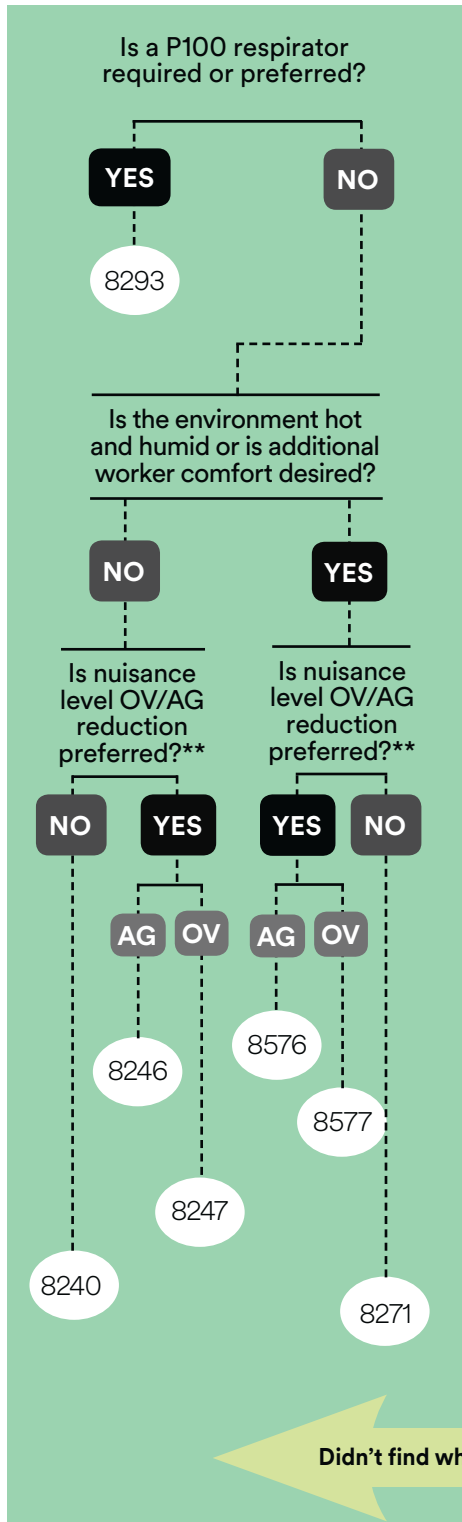 Is a P100 respirator
required or preferred?
YES
NO
8293
Is the environment hot
and humid or is additional
worker comfort desired?
NO
YES
Is nuisance
level OV/AG
reduction
preferred?**
Is nuisance
level OV/AG
reduction
preferred?**
NO
YES
YES
NO
AG
OV
AG
OV
8246
8576
8577
8247
8240
8271
Didn't find